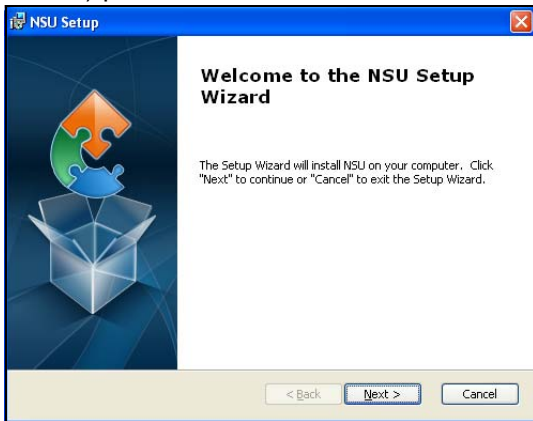 NSU Setup
Welcome to the NSU Setup
Wizard
The Setup Wizard will install NSU on your computer. Click
"Next" to continue or "Cancel" to exit the Setup Wizard.
< Back
Next >
Cancel